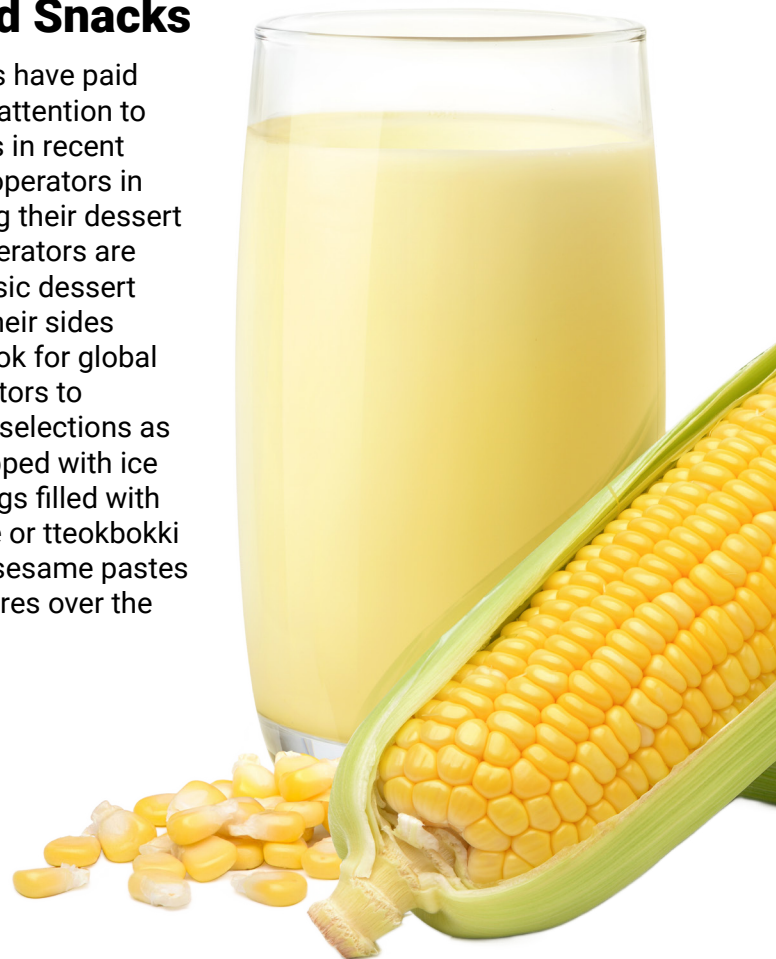 d Snacks
s have paid
attention to
s in recent
operators in
g their dessert
erators are
sic dessert
heir sides
ok for global
tors to
selections as
pped with ice
gs filled with
e or tteokbokki
sesame pastes
res over the